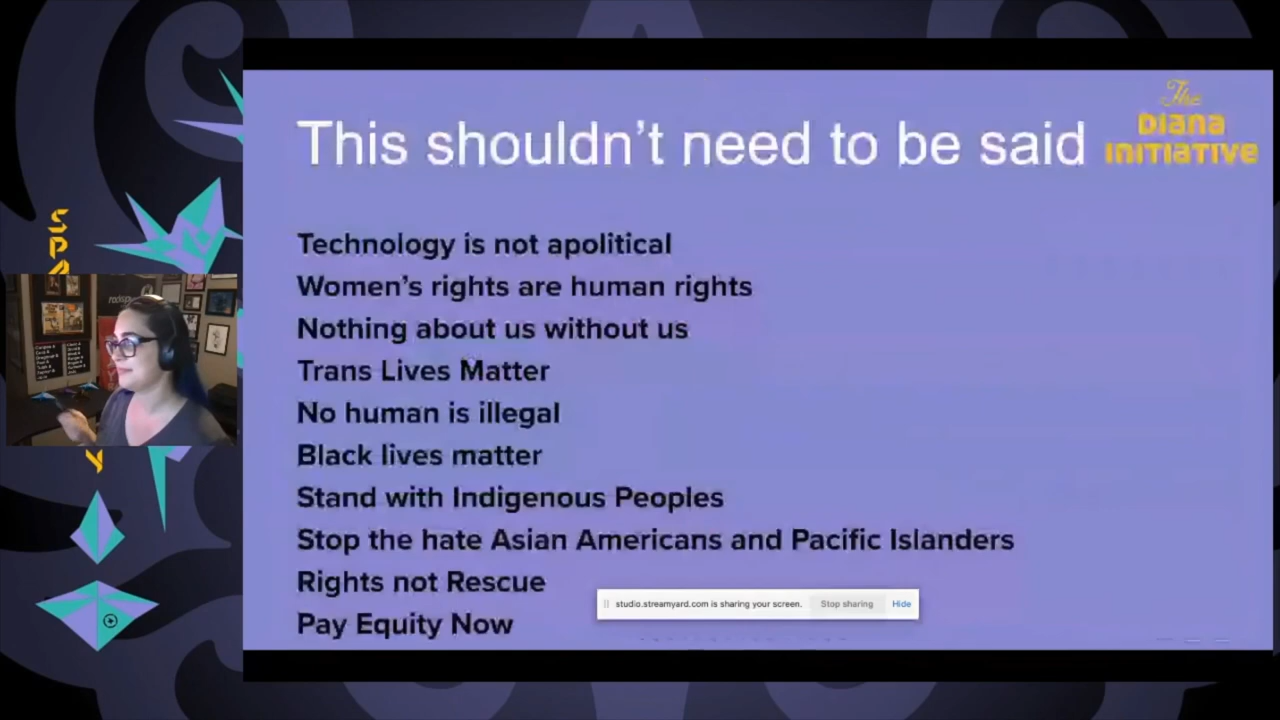 This shouldn't need to be said
The
DIANA
INITIATIVE
Technology is not apolitical
Women's rights are human rights
Nothing about us without us
Trans Lives Matter
No human is illegal
Black lives matter
Stand with Indigenous Peoples
Stop the hate Asian Americans and Pacific Islanders
Rights not Rescue
Pay Equity Now
studio.streamyard.com is sharing your screen.
Stop sharing
Hide